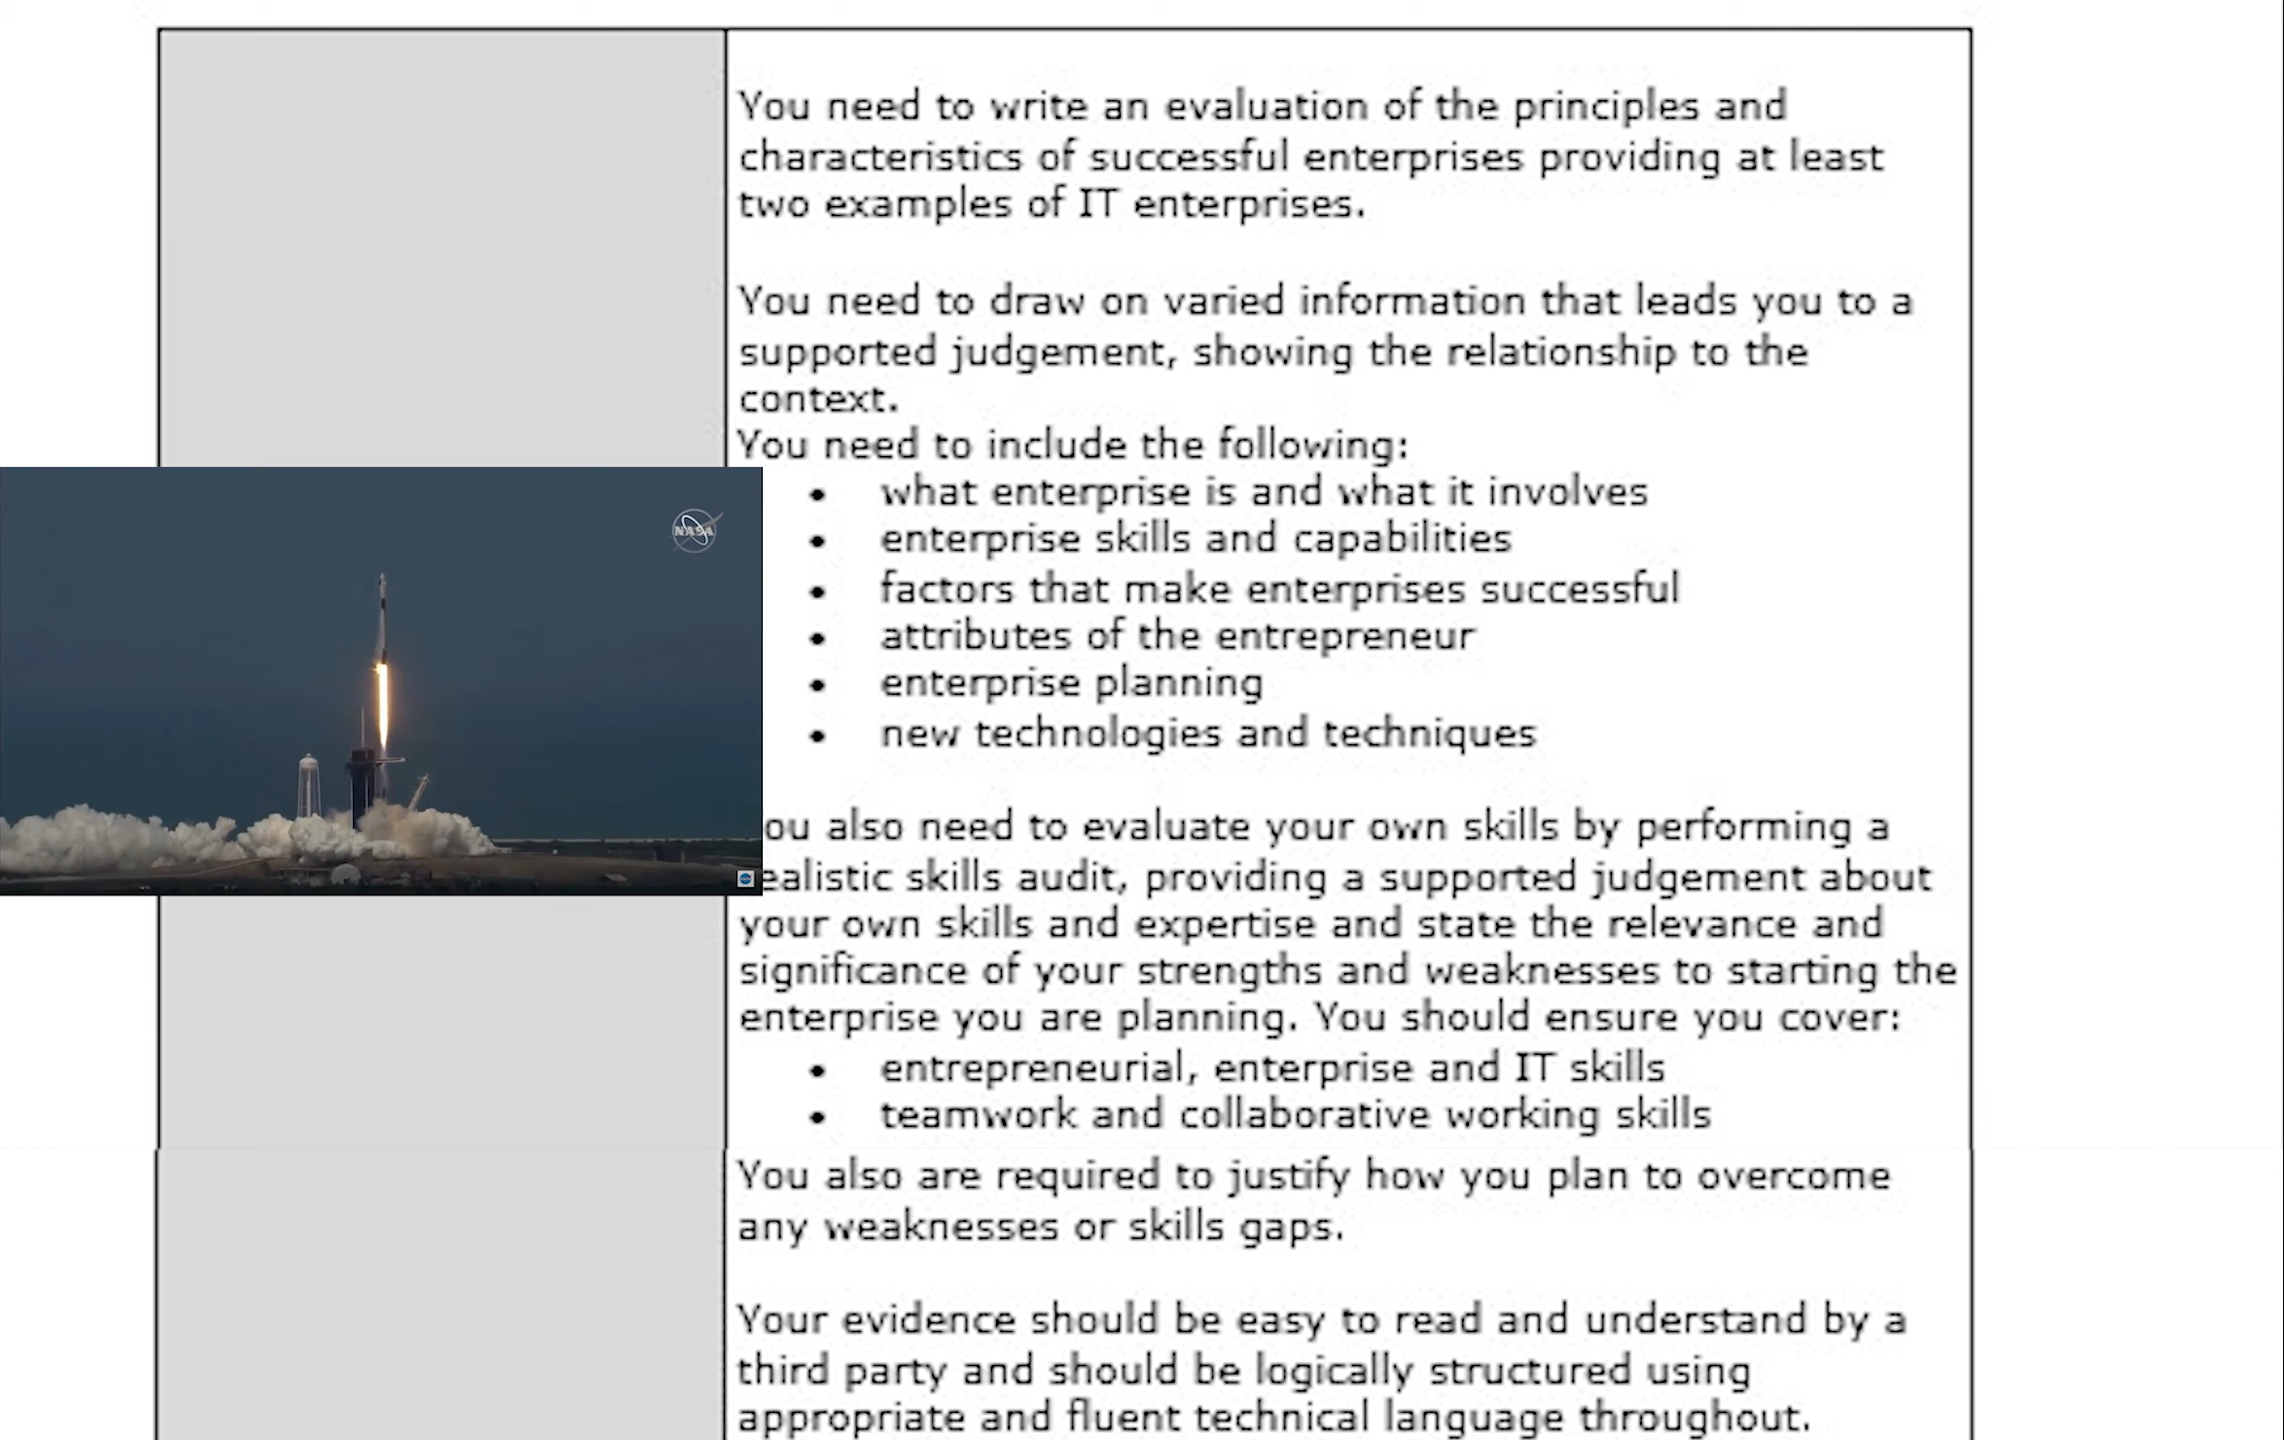 You need to write an evaluation of the principles and
characteristics of successful enterprises providing at least
two examples of IT enterprises.
You need to draw on varied information that leads you to a
supported judgement, showing the relationship to the
context.
You need to include the following:
• what enterprise is and what it involves
• enterprise skills and capabilities
• factors that make enterprises successful
• attributes of the entrepreneur
• enterprise planning
• new technologies and techniques
NASA
ou also need to evaluate your own skills by performing a
ealistic skills audit, providing a supported judgement about
your own skills and expertise and state the relevance and
significance of your strengths and weaknesses to starting the
enterprise you are planning. You should ensure you cover:
• entrepreneurial, enterprise and IT skills
• teamwork and collaborative working skills
You also are required to justify how you plan to overcome
any weaknesses or skills gaps.
Your evidence should be easy to read and understand by a
third party and should be logically structured using
appropriate and fluent technical language throughout.